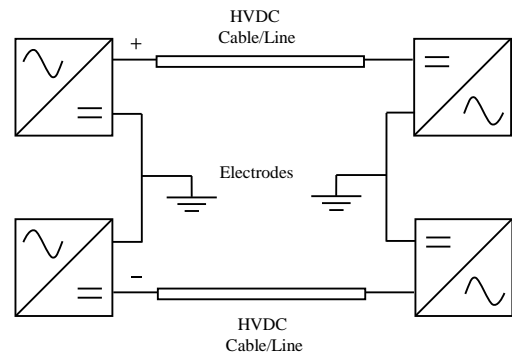 HVDC
Cable/Line
+
Electrodes
−
HVDC
Cable/Line